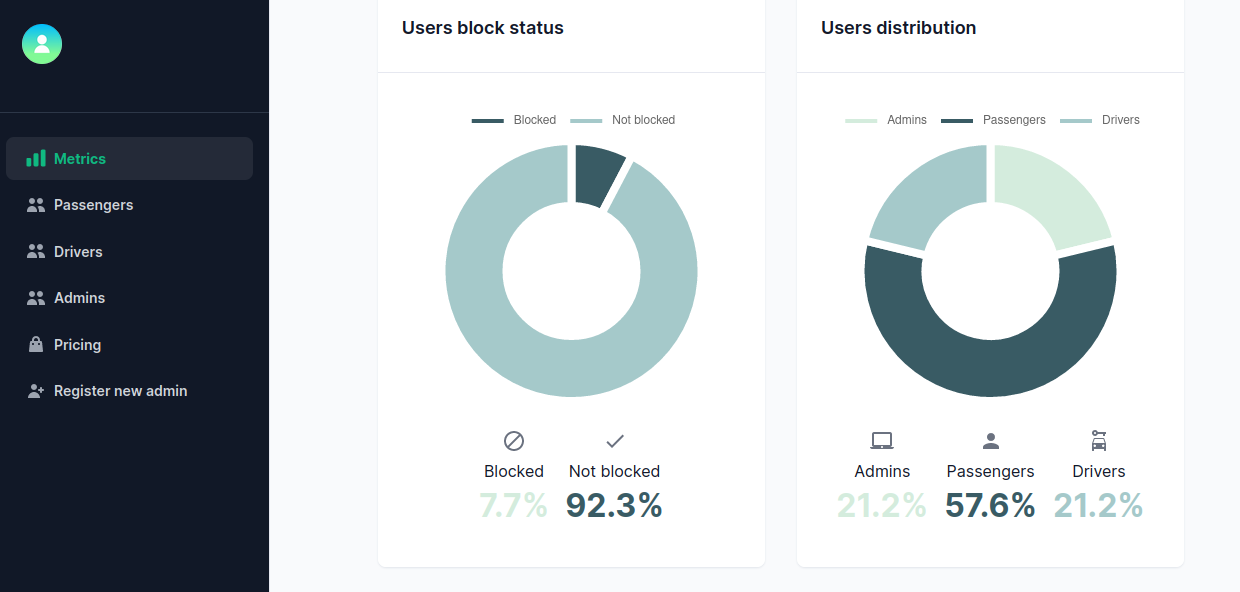 Metrics
Passengers
Drivers
Admins
Pricing
Register new admin
Users block status
Blocked Not blocked
Blocked Not blocked
7.7% 92.3%
Users distribution
Admins Passengers Drivers
Admins Passengers Drivers
21.2% 57.6% 21.2%